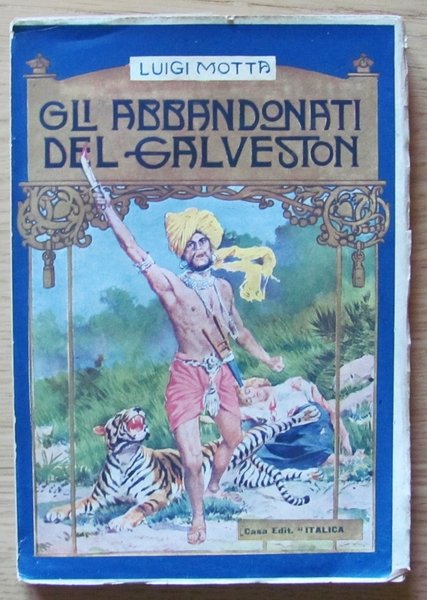 LUIGI MOTTA
GLI ABBANDONATI
DEL GALVESTON
Casa Edit. "ITALICA